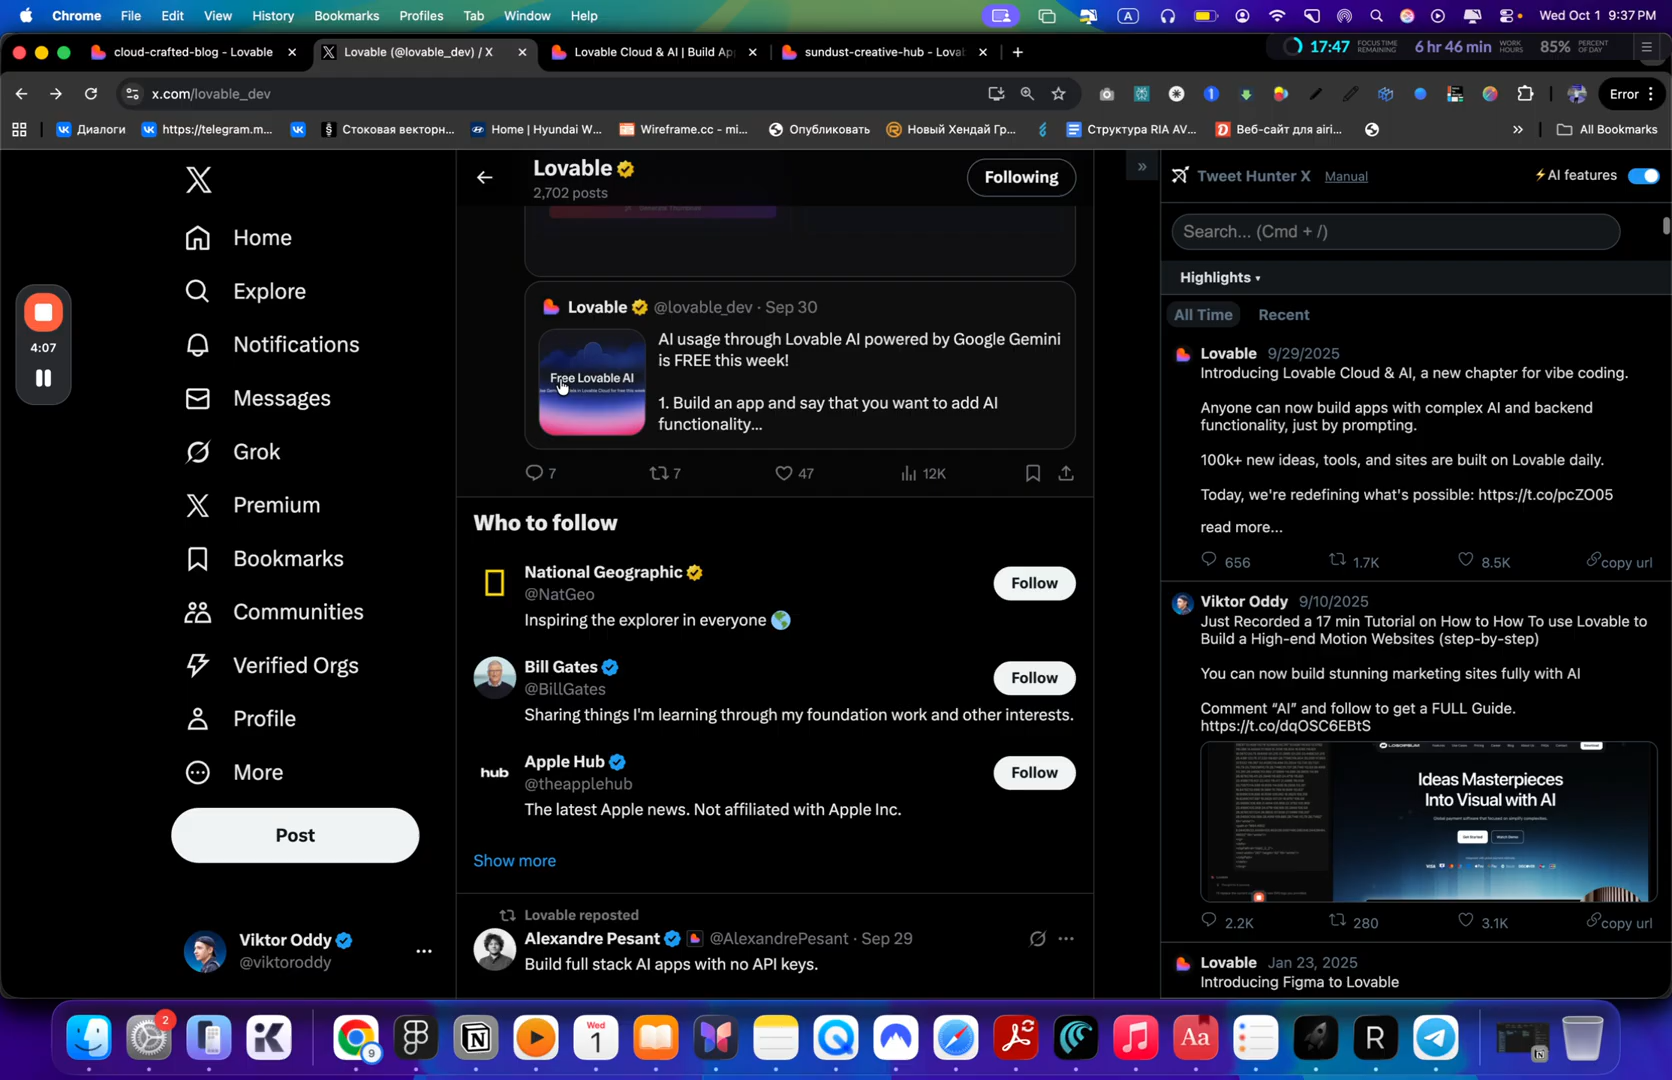 Chrome File Edit View History Bookmarks Profiles Tab Window Help
A
Wed Oct 1 9:37 PM
cloud-crafted-blog - Lovable
Lovable (@lovable_dev) / X
Lovable Cloud & AI | Build Ap
sundust-creative-hub - Lova
17:47 FOCUS TIME REMAINING 6 hr 46 min WORK HOURS 85% PERCENT OF DAY
x.com/lovable_dev
Error
Диалоги
https://telegram.m...
Стоковая векторн...
Home | Hyundai W...
Wireframe.cc - mi...
Опубликовать
Новый Хендай Гр...
Структура RIA AV...
Веб-сайт для airi...
All Bookmarks
4:07
Home
Explore
Notifications
Messages
Grok
Premium
Bookmarks
Communities
Verified Orgs
Profile
More
Post
Viktor Oddy
@viktoroddy
Lovable
2,702 posts
Following
Lovable @lovable_dev · Sep 30
Free Lovable AI
AI usage through Lovable AI powered by Google Gemini
is FREE this week!
1. Build an app and say that you want to add AI
functionality...
7 7 47 12K
Who to follow
National Geographic
@NatGeo
Inspiring the explorer in everyone
Follow
Bill Gates
@BillGates
Sharing things I'm learning through my foundation work and other interests.
Follow
hub
Apple Hub
@theapplehub
The latest Apple news. Not affiliated with Apple Inc.
Follow
Show more
Lovable reposted
Alexandre Pesant @AlexandrePesant · Sep 29
Build full stack AI apps with no API keys.
Tweet Hunter X Manual
⚡AI features
Search... (Cmd + /)
Highlights
All Time Recent
Lovable 9/29/2025
Introducing Lovable Cloud & AI, a new chapter for vibe coding.
Anyone can now build apps with complex AI and backend
functionality, just by prompting.
100k+ new ideas, tools, and sites are built on Lovable daily.
Today, we're redefining what's possible: https://t.co/pcZO05
read more...
656 1.7K 8.5K copy url
Viktor Oddy 9/10/2025
Just Recorded a 17 min Tutorial on How to How To use Lovable to
Build a High-end Motion Websites (step-by-step)
You can now build stunning marketing sites fully with AI
Comment “AI” and follow to get a FULL Guide.
https://t.co/dqOSC6EBtS
Ideas Masterpieces
Into Visual with AI
2.2K 280 3.1K copy url
Lovable Jan 23, 2025
Introducing Figma to Lovable
2
9
Wed
1
Aa
R